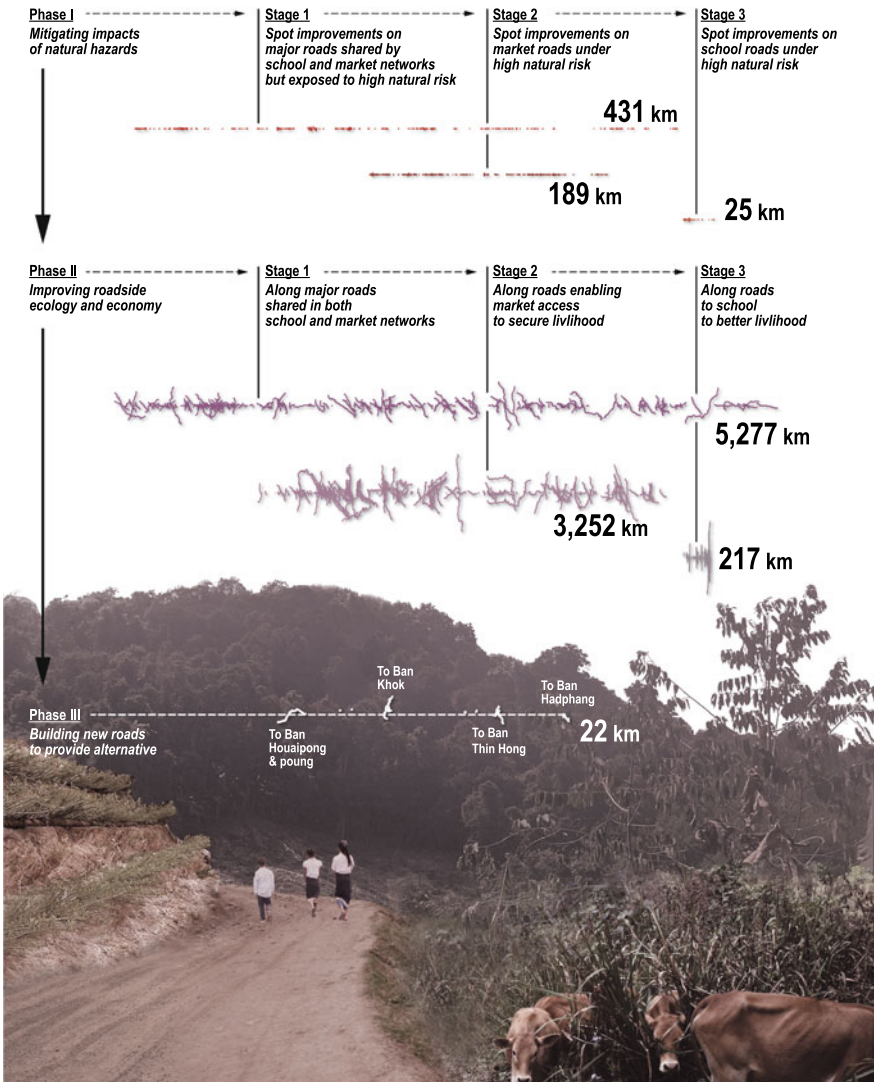 Phase I
Mitigating impacts
of natural hazards
Stage 1
Spot improvements on
major roads shared by
school and market networks
but exposed to high natural risk
Stage 2
Spot improvements on
market roads under
high natural risk
Stage 3
Spot improvements on
school roads under
high natural risk
431 km
189 km
25 km
Phase II
Improving roadside
ecology and economy
Stage 1
Along major roads
shared in both
school and market networks
Stage 2
Along roads enabling
market access
to secure livlihood
Stage 3
Along roads
to school
to better livlihood
5,277 km
3,252 km
217 km
Phase III
Building new roads
to provide alternative
To Ban
Houaipong
& poung
To Ban
Khok
To Ban
Thin Hong
To Ban
Hadphang
22 km